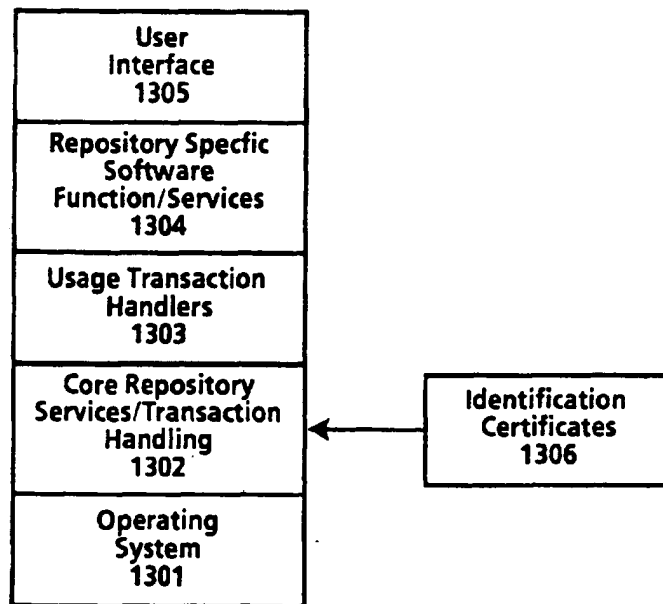 User
Interface
1305
Repository Specfic
Software
Function/Services
1304
Usage Transaction
Handlers
1303
Core Repository
Services/Transaction
Handling
1302
Identification
Certificates
1306
Operating
System
1301